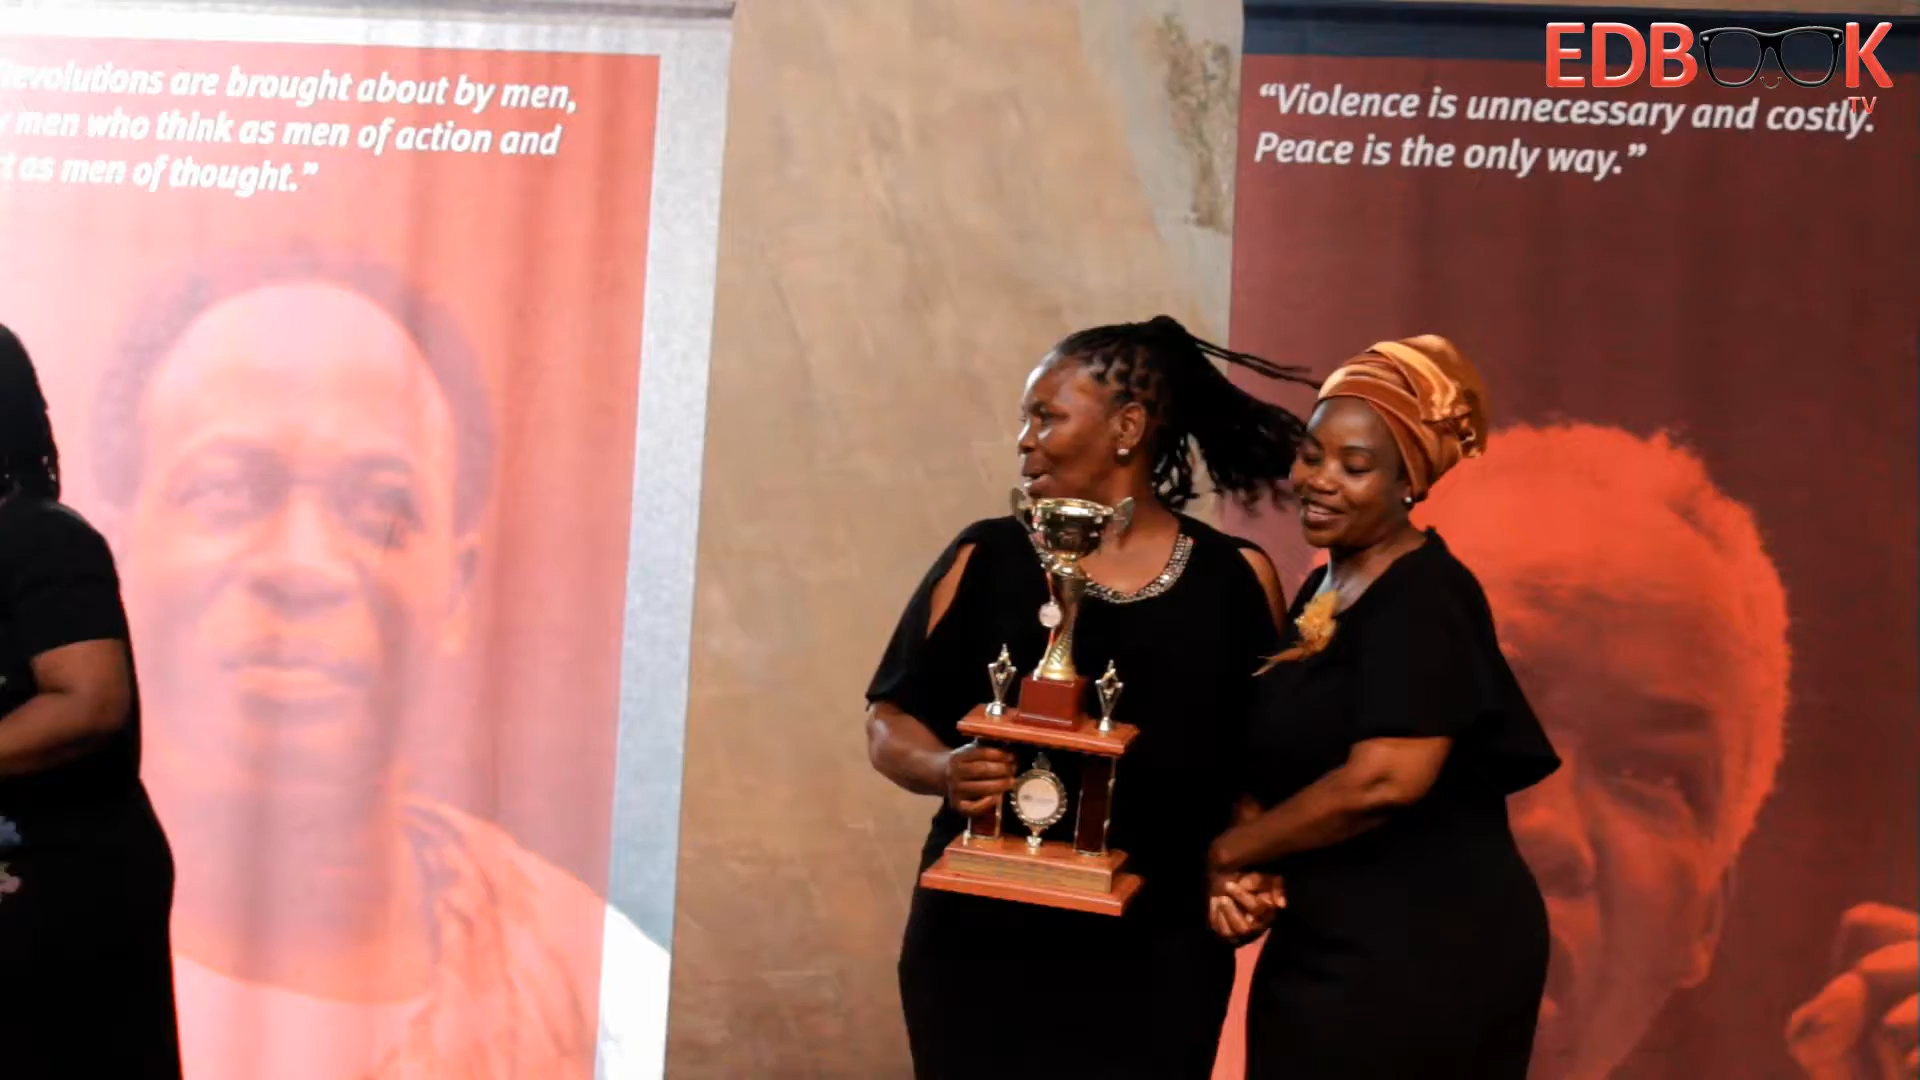 Revolutions are brought about by men,
men who think as men of action and
as men of thought.”
EDBOOK
TV
“Violence is unnecessary and costly.
Peace is the only way.”